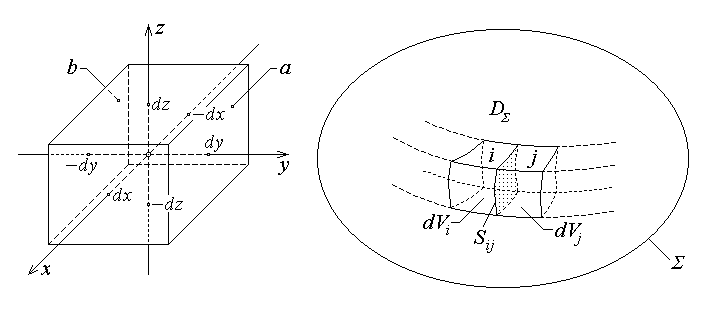 z
b
a
dz
−dx
D_Σ
dy
i
j
−dy
y
dx
−dz
dV_i
S_ij
dV_j
x
Σ